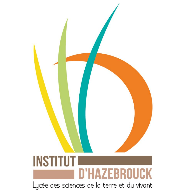 INSTITUT
D'HAZEBROUCK
Lycée des sciences de la terre et du vivant